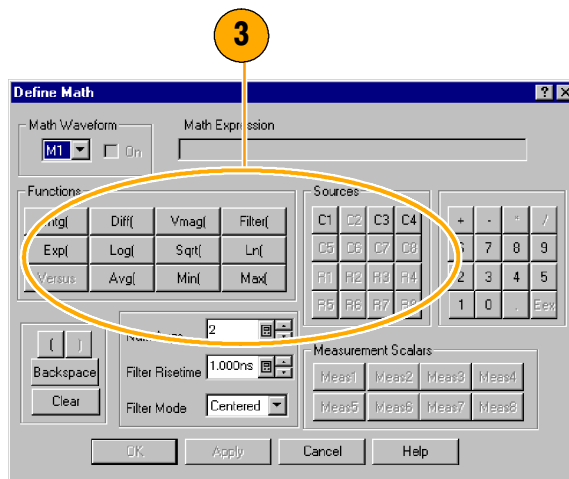 3
Define Math
Math Waveform
Math Expression
M1
On
Functions
Intg( Diff( Vmag( Filter(
Exp( Log( Sqrt( Ln(
Versus Avg( Min( Max(
Sources
C1 C2 C3 C4
C5 C6 C7 C8
R1 R2 R3 R4
R5 R6 R7 R8
+ - * /
6 7 8 9
2 3 4 5
1 0 . Eex
( )
Backspace
Clear
2
Filter Risetime 1.000ns
Filter Mode Centered
Measurement Scalars
Meas1 Meas2 Meas3 Meas4
Meas5 Meas6 Meas7 Meas8
OK Apply Cancel Help